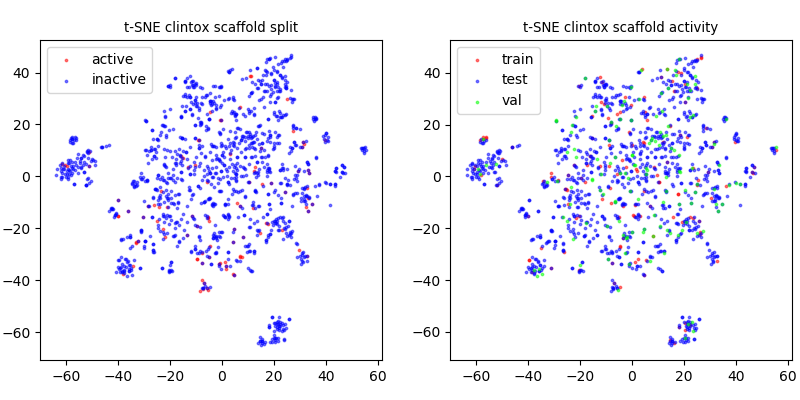 t-SNE clintox scaffold split
active
inactive
40
20
0
−20
−40
−60
−60 −40 −20 0 20 40 60
t-SNE clintox scaffold activity
train
test
val
40
20
0
−20
−40
−60
−60 −40 −20 0 20 40 60